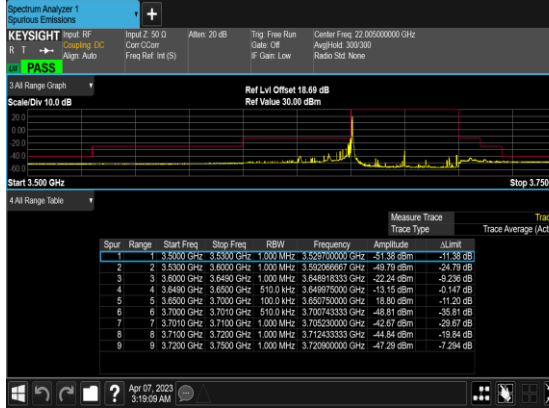 Spectrum Analyzer 1
Spurious Emissions
KEYSIGHT Input: RF Input Z: 50 Ω Atten: 20 dB Trig: Free Run Center Freq: 22.005000000 GHz
R T Coupling: DC Corr CCorr Gate: Off Avg|Hold: 300/300
Align: Auto Freq Ref: Int (S) IF Gain: Low Radio Std: None
PASS
3 All Range Graph
Ref Lvl Offset 18.69 dB
Scale/Div 10.0 dB Ref Value 30.00 dBm
20.0
0.00
-20.0
-40.0
-60.0
Start 3.500 GHz Stop 3.750
4 All Range Table
Measure Trace Trac
Trace Type Trace Average (Act
Spur Range Start Freq Stop Freq RBW Frequency Amplitude ΔLimit
1 1 3.5000 GHz 3.5300 GHz 1.000 MHz 3.529700000 GHz -51.38 dBm -11.38 dB
2 2 3.5300 GHz 3.6000 GHz 1.000 MHz 3.592066667 GHz -49.79 dBm -24.79 dB
3 3 3.6000 GHz 3.6490 GHz 1.000 MHz 3.648918333 GHz -22.24 dBm -9.236 dB
4 4 3.6490 GHz 3.6500 GHz 510.0 kHz 3.649975000 GHz -13.15 dBm -0.147 dB
5 5 3.6500 GHz 3.7000 GHz 100.0 kHz 3.650750000 GHz 18.80 dBm -11.20 dB
6 6 3.7000 GHz 3.7010 GHz 510.0 kHz 3.700743333 GHz -48.81 dBm -35.81 dB
7 7 3.7010 GHz 3.7100 GHz 1.000 MHz 3.705230000 GHz -42.67 dBm -29.67 dB
8 8 3.7100 GHz 3.7200 GHz 1.000 MHz 3.712433333 GHz -44.84 dBm -19.84 dB
9 9 3.7200 GHz 3.7500 GHz 1.000 MHz 3.720900000 GHz -47.29 dBm -7.294 dB
Apr 07, 2023
3:19:09 AM